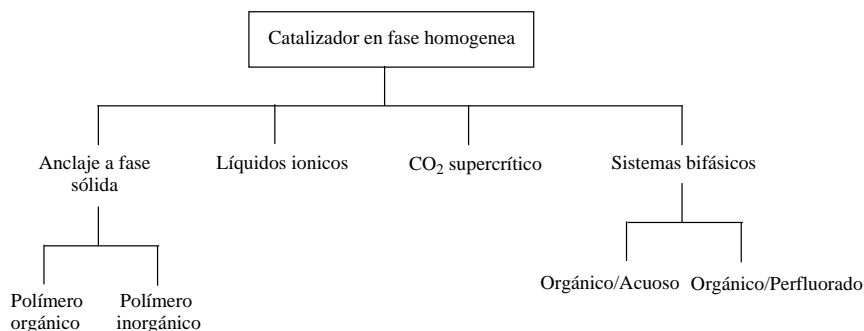 Catalizador en fase homogenea
Anclaje a fase
sólida
Líquidos ionicos
CO₂ supercrítico
Sistemas bifásicos
Polímero
orgánico
Polímero
inorgánico
Orgánico/Acuoso
Orgánico/Perfluorado